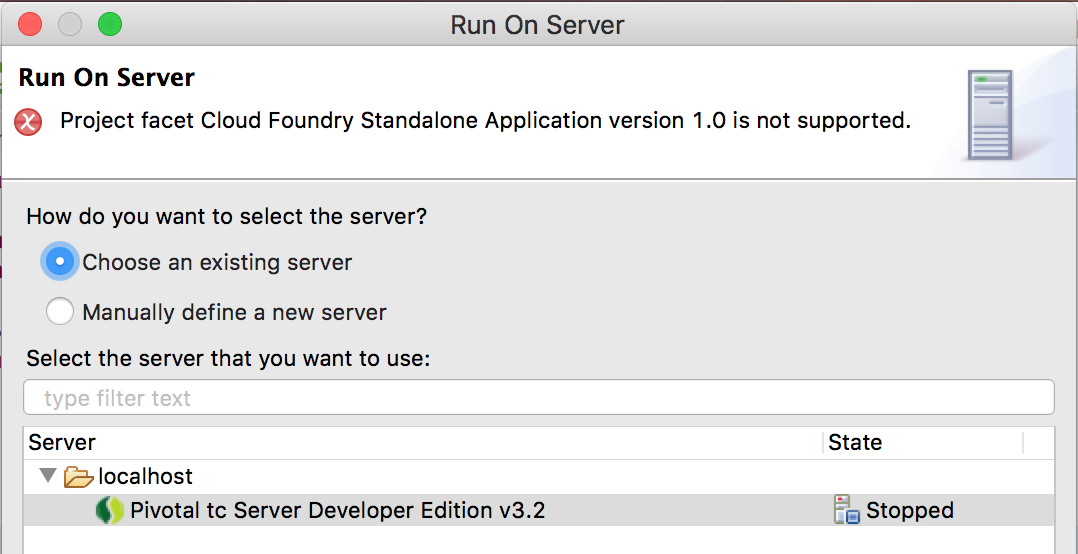 Run On Server
Run On Server
Project facet Cloud Foundry Standalone Application version 1.0 is not supported.
How do you want to select the server?
Choose an existing server
Manually define a new server
Select the server that you want to use:
type filter text
Server State
localhost
Pivotal tc Server Developer Edition v3.2 Stopped